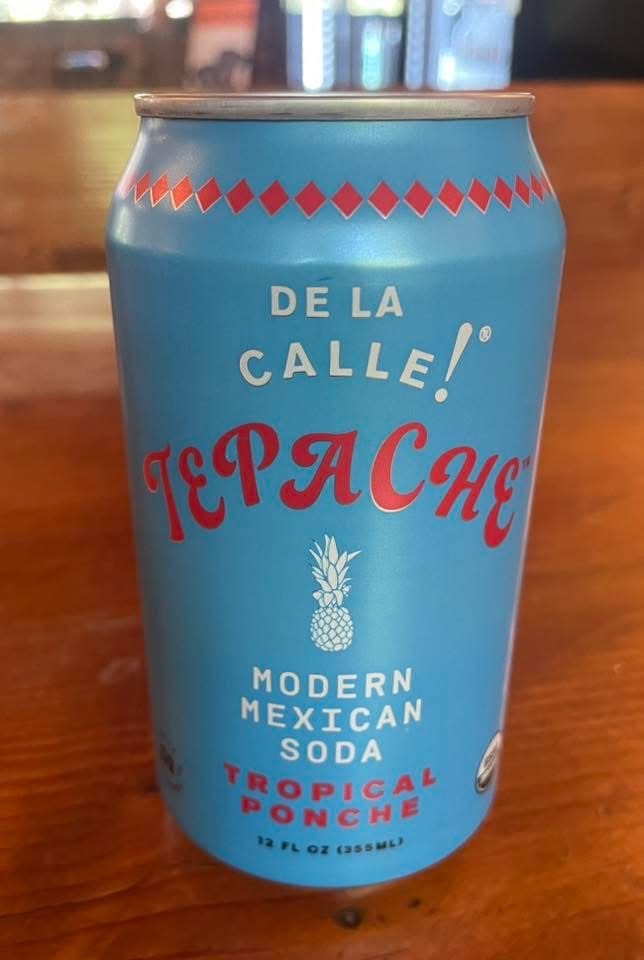 DE LA
CALLE!®
TEPACHE™
MODERN
MEXICAN
SODA
TROPICAL
PONCHE
12 FL OZ (355ML)